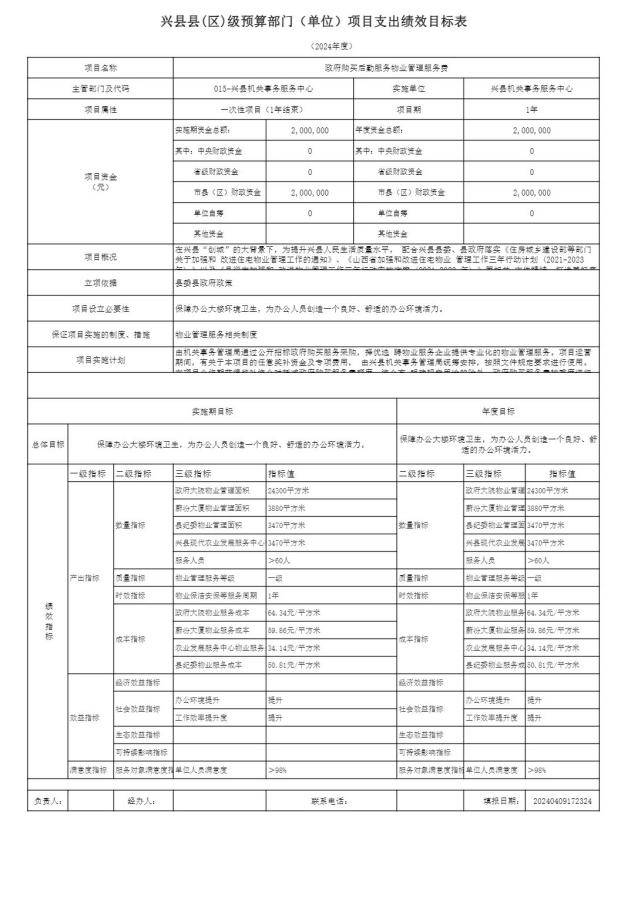 兴县县(区)级预算部门（单位）项目支出绩效目标表
（2024年度）
项目名称 政府购买后勤服务物业管理服务费
主管部门及代码 015-兴县机关事务服务中心 实施单位 兴县机关事务服务中心
项目属性 一次性项目（1年结束） 项目期 1年
项目资金
（元）
实施期资金总额： 2,000,000 年度资金总额： 2,000,000
其中：中央财政资金 0 其中：中央财政资金 0
省级财政资金 0 省级财政资金 0
市县（区）财政资金 2,000,000 市县（区）财政资金 2,000,000
单位自筹 0 单位自筹 0
其他资金 其他资金
项目概况
在兴县“创城”的大背景下，为提升兴县人民生活质量水平， 配合兴县县委、县政府落实《住房城乡建设部等部门
关于加强和 改进住宅物业管理工作的通知》、《山西省加强和改进住宅物业 管理工作三年行动计划（2021-2023
立项依据 县委县政府政策
项目设立必要性 保障办公大楼环境卫生，为办公人员创造一个良好、舒适的办公环境活力。
保证项目实施的制度、措施 物业管理服务相关制度
项目实施计划
由机关事务管理局通过公开招标政府购买服务采购，择优选 聘物业服务企业提供专业化的物业管理服务。项目运营
期间，有关于本项目的任意奖补资金及专项费用， 由兴县机关事务管理局统筹安排，按照文件规定要求进行使用。
实施期目标 年度目标
总体目标 保障办公大楼环境卫生，为办公人员创造一个良好、舒适的办公环境活力。 保障办公大楼环境卫生，为办公人员创造一个良好、舒
适的办公环境活力。
绩效指标
一级指标 二级指标 三级指标 指标值 二级指标 三级指标 指标值
产出指标
数量指标 政府大院物业管理面积 24300平方米 数量指标 政府大院物业管理 24300平方米
蔚汾大厦物业管理面积 3880平方米 蔚汾大厦物业管理 3880平方米
县纪委物业管理面积 3470平方米 县纪委物业管理面 3470平方米
兴县现代农业发展服务中心 3470平方米 兴县现代农业发展 3470平方米
服务人员 >60人 服务人员 >60人
质量指标 物业管理服务等级 一级 质量指标 物业管理服务等级 一级
时效指标 物业保洁安保等服务周期 1年 时效指标 物业保洁安保等服 1年
成本指标 政府大院物业服务成本 64.34元/平方米 成本指标 政府大院物业服务 64.34元/平方米
蔚汾大厦物业服务成本 69.86元/平方米 蔚汾大厦物业服务 69.86元/平方米
农业发展服务中心物业服务 34.14元/平方米 农业发展服务中心 34.14元/平方米
县纪委物业服务成本 50.81元/平方米 县纪委物业服务成 50.81元/平方米
效益指标
经济效益指标 经济效益指标
社会效益指标 办公环境提升 提升 社会效益指标 办公环境提升 提升
工作效率提升度 提升 工作效率提升度 提升
生态效益指标 生态效益指标
可持续影响指标 可持续影响指标
满意度指标 服务对象满意度指 单位人员满意度 >98% 服务对象满意度指标 单位人员满意度 >98%
负责人： 经办人： 联系电话： 填报日期： 20240409172324